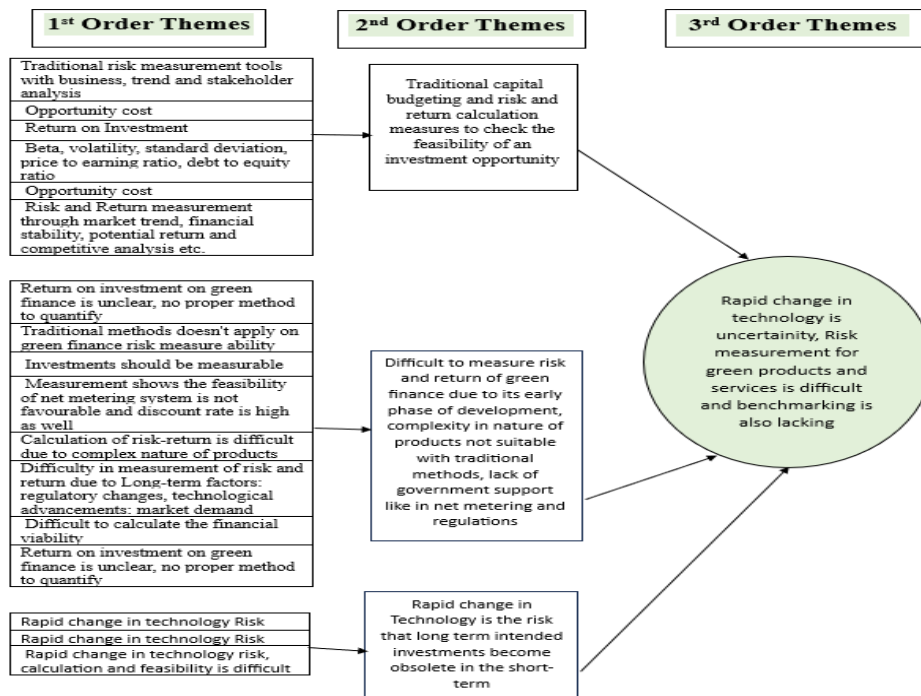 1st Order Themes
2nd Order Themes
3rd Order Themes
Traditional risk measurement tools
with business, trend and stakeholder
analysis
Opportunity cost
Return on Investment
Beta, volatility, standard deviation,
price to earning ratio, debt to equity
ratio
Opportunity cost
Risk and Return measurement
through market trend, financial
stability, potential return and
competitive analysis etc.
Traditional capital
budgeting and risk and
return calculation
measures to check the
feasibility of an
investment opportunity
Return on investment on green
finance is unclear, no proper method
to quantify
Traditional methods doesn't apply on
green finance risk measure ability
Investments should be measurable
Measurement shows the feasibility
of net metering system is not
favourable and discount rate is high
as well
Calculation of risk-return is difficult
due to complex nature of products
Difficulty in measurement of risk and
return due to Long-term factors:
regulatory changes, technological
advancements: market demand
Difficult to calculate the financial
viability
Return on investment on green
finance is unclear, no proper method
to quantify
Difficult to measure risk
and return of green
finance due to its early
phase of development,
complexity in nature of
products not suitable
with traditional
methods, lack of
government support
like in net metering and
regulations
Rapid change in
technology is
uncertainity, Risk
measurement for
green products and
services is difficult
and benchmarking is
also lacking
Rapid change in technology Risk
Rapid change in technology Risk
Rapid change in technology risk,
calculation and feasibility is difficult
Rapid change in
Technology is the risk
that long term intended
investments become
obsolete in the short-
term